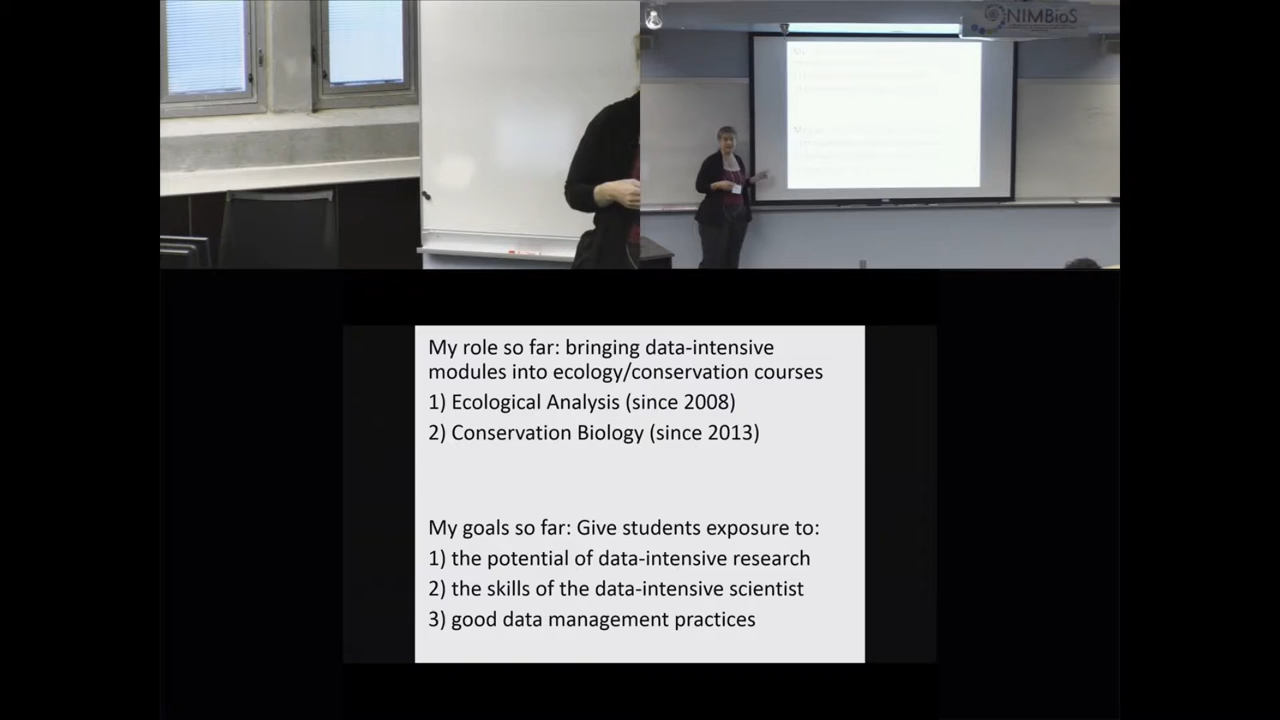 NIMBioS
My role so far: bringing data-intensive
modules into ecology/conservation courses
1) Ecological Analysis (since 2008)
2) Conservation Biology (since 2013)
My goals so far: Give students exposure to:
1) the potential of data-intensive research
2) the skills of the data-intensive scientist
3) good data management practices